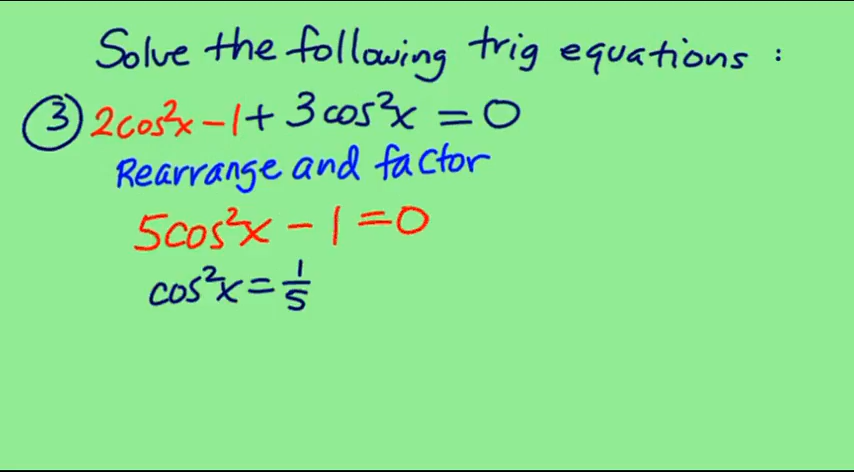 Solve the following trig equations :
③ 2cos²x - 1 + 3cos²x = 0
Rearrange and factor
5cos²x - 1 = 0
cos²x = 1/5